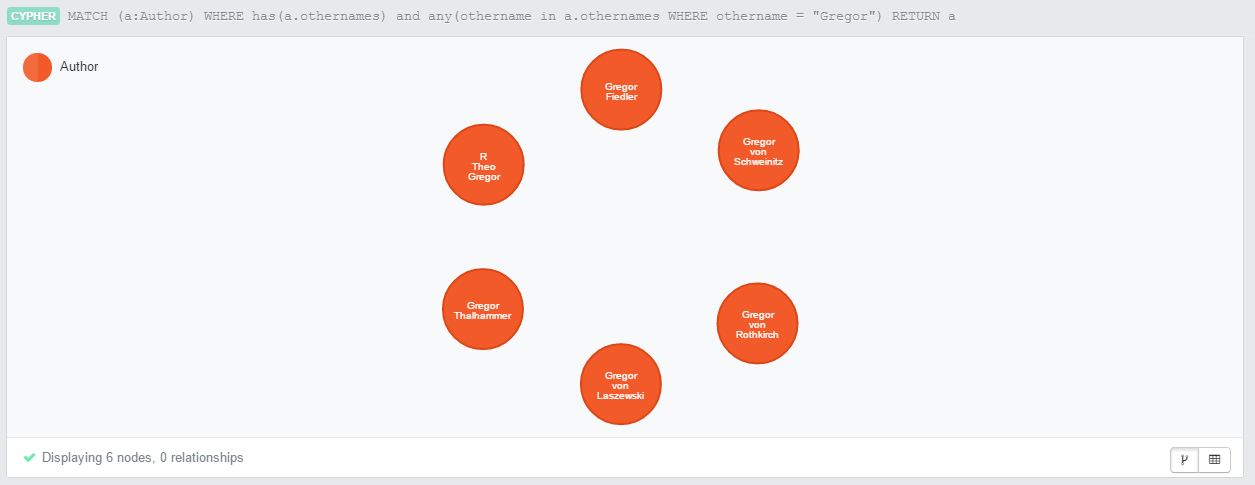 CYPHER MATCH (a:Author) WHERE has(a.othernames) and any(othername in a.othernames WHERE othername = "Gregor") RETURN a
Author
Gregor
Fiedler
Gregor
von
Schweinitz
R
Theo
Gregor
Gregor
Thalhammer
Gregor
von
Rothkirch
Gregor
von
Laszewski
Displaying 6 nodes, 0 relationships